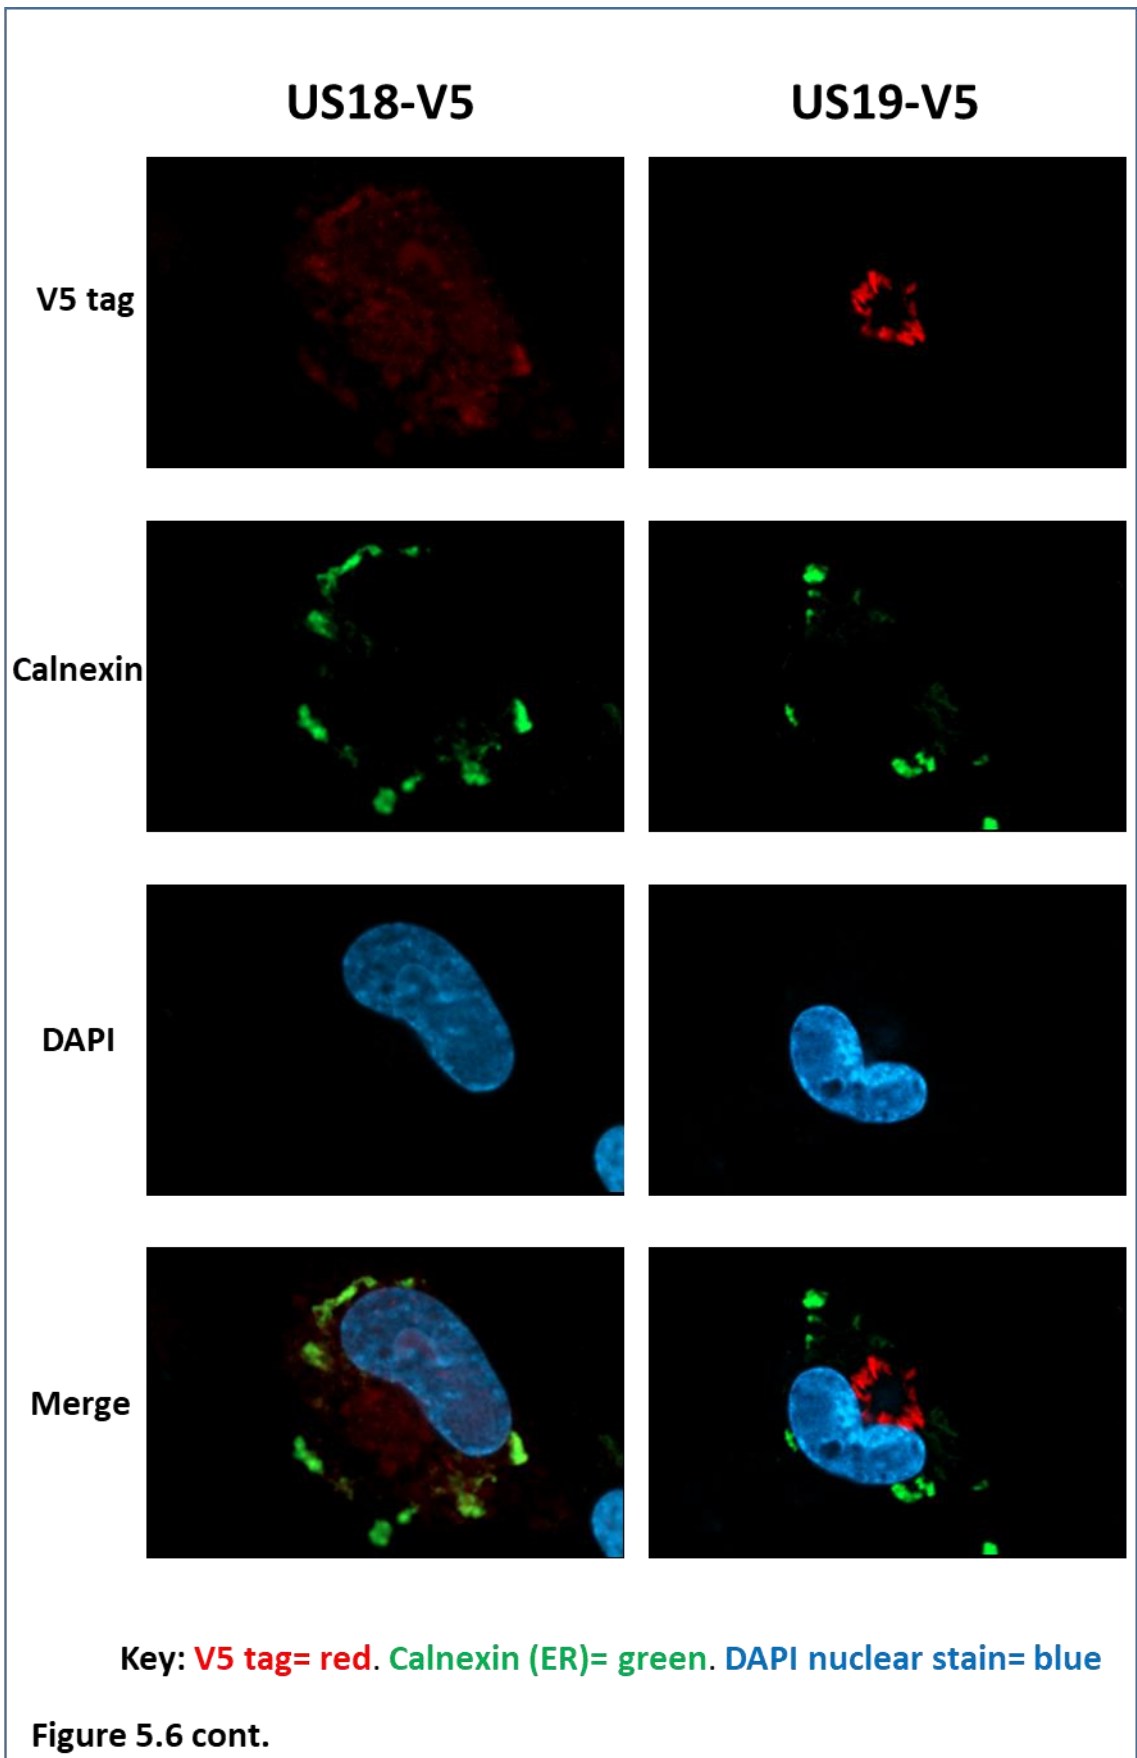 US18-V5 US19-V5
V5 tag
Calnexin
DAPI
Merge
Key: V5 tag= red. Calnexin (ER)= green. DAPI nuclear stain= blue
Figure 5.6 cont.